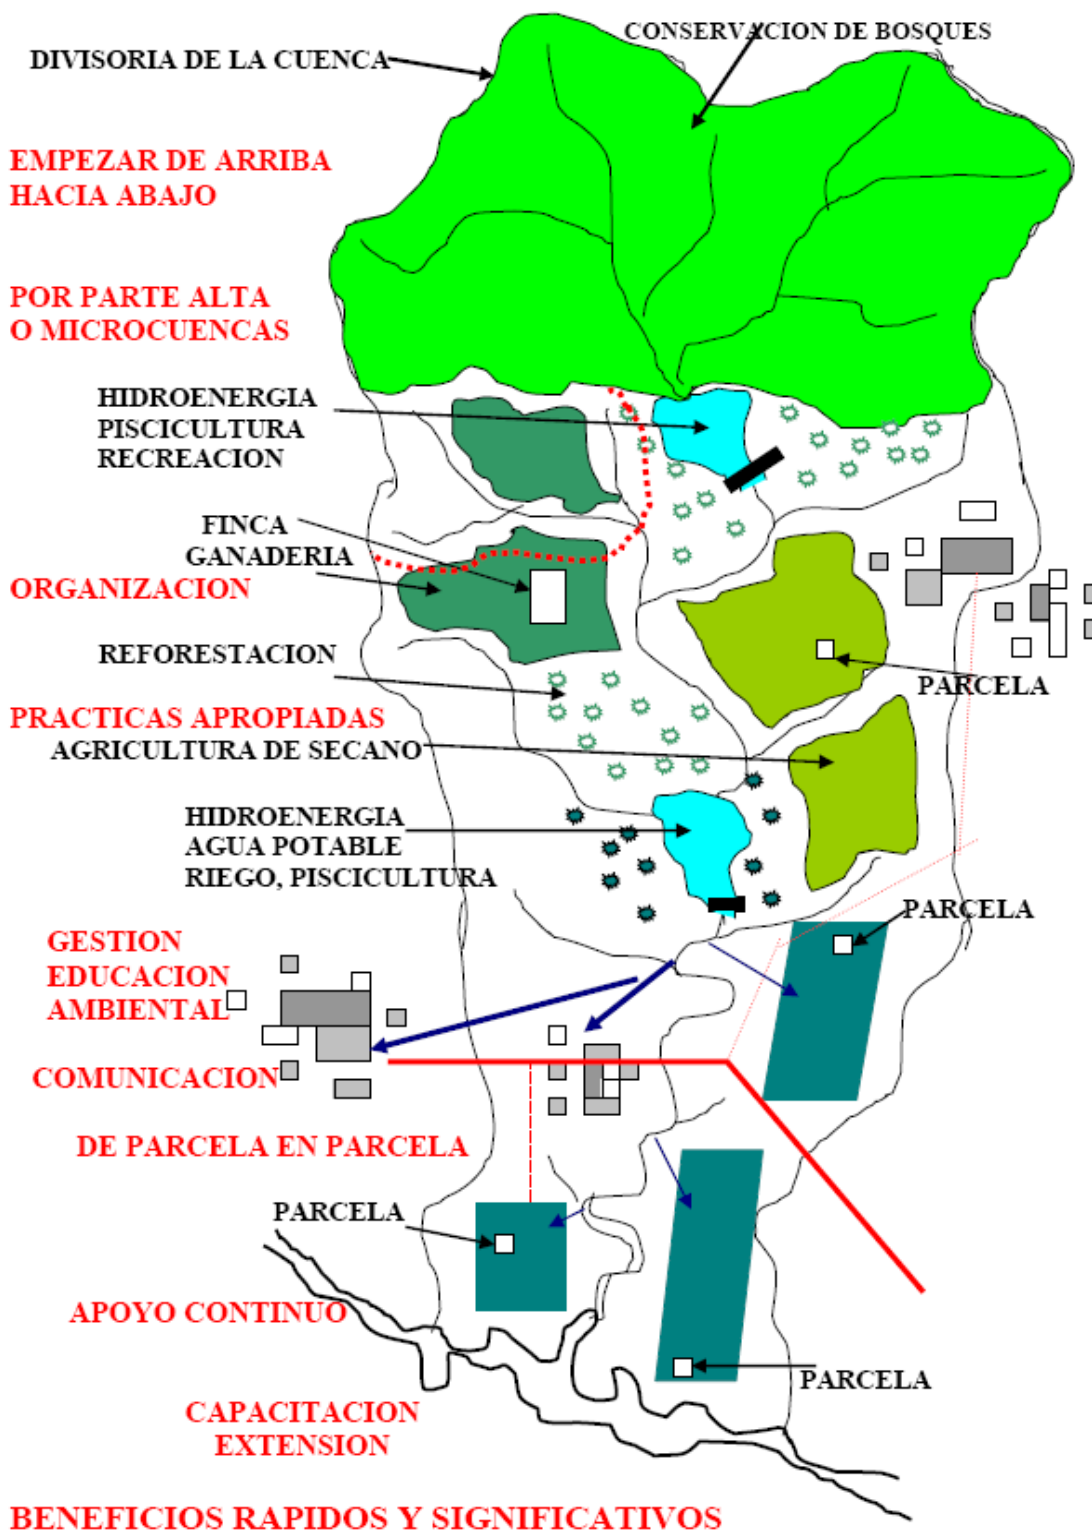 CONSERVACION DE BOSQUES
DIVISORIA DE LA CUENCA
EMPEZAR DE ARRIBA
HACIA ABAJO
POR PARTE ALTA
O MICROCUENCAS
HIDROENERGIA
PISCICULTURA
RECREACION
FINCA
GANADERIA
ORGANIZACION
REFORESTACION
PARCELA
PRACTICAS APROPIADAS
AGRICULTURA DE SECANO
HIDROENERGIA
AGUA POTABLE
RIEGO, PISCICULTURA
PARCELA
GESTION
EDUCACION
AMBIENTAL
COMUNICACION
DE PARCELA EN PARCELA
PARCELA
APOYO CONTINUO
PARCELA
CAPACITACION
EXTENSION
BENEFICIOS RAPIDOS Y SIGNIFICATIVOS